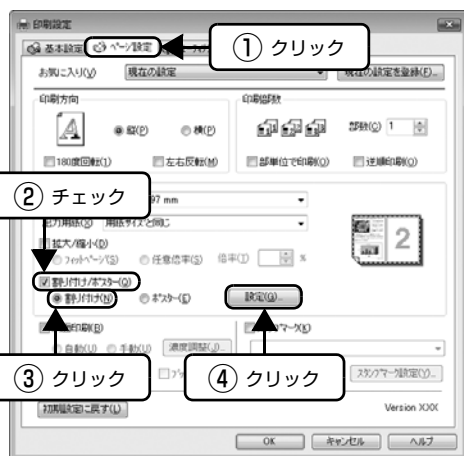 印刷設定
基本設定 ページ設定
① クリック
お気に入り(V) 現在の設定 現在の設定を登録(F)...
印刷方向 印刷部数
縦(P) 横(M) 部数(C) 1
180度回転(1) 左右反転(M) 部単位で印刷(O) 逆順印刷(O)
② チェック
97 mm
出力用紙(X) 用紙サイズと同じ
拡大/縮小(D)
フィットページ(S) 任意倍率(S) 倍率(I) %
2
割り付け/ポスター(Q)
割り付け(N) ポスター(E) 設定(G)...
印刷(R) マーク(K)
自動(U) 手動(U) 濃度調整(J)...
③ クリック
④ クリック
スタンプマーク設定(Y)...
初期設定に戻す(L) Version X.XX
OK キャンセル ヘルプ